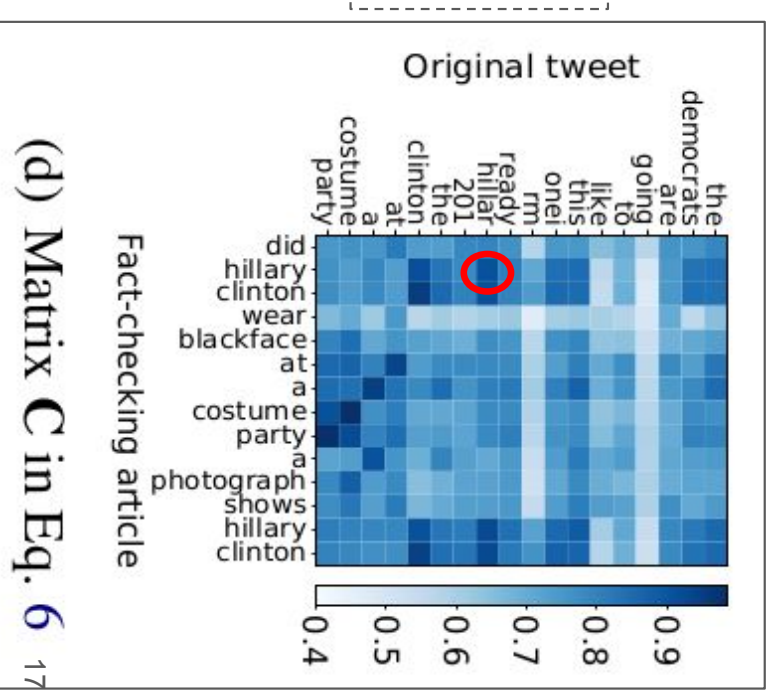 Original tweet
party
costume
a
at
clinton
the
201
hillar
ready
rm
onei
this
like
to
going
are
democrats
the
did
hillary
clinton
wear
blackface
at
a
costume
party
a
photograph
shows
hillary
clinton
Fact-checking article
0.4
0.5
0.6
0.7
0.8
0.9
(d) Matrix C in Eq. 6
17